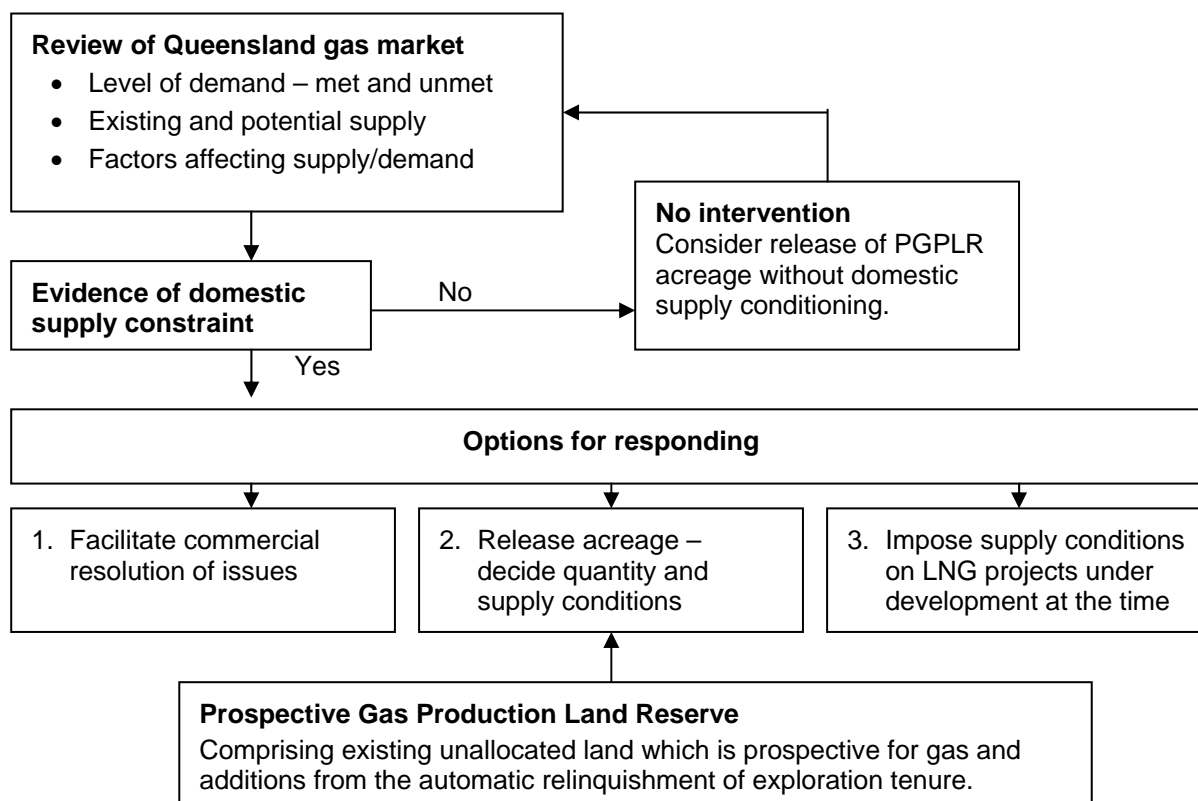 Review of Queensland gas market
• Level of demand – met and unmet
• Existing and potential supply
• Factors affecting supply/demand
No intervention
Consider release of PGPLR
acreage without domestic
supply conditioning.
Evidence of domestic
supply constraint
No
Yes
Options for responding
1. Facilitate commercial
resolution of issues
2. Release acreage –
decide quantity and
supply conditions
3. Impose supply conditions
on LNG projects under
development at the time
Prospective Gas Production Land Reserve
Comprising existing unallocated land which is prospective for gas and
additions from the automatic relinquishment of exploration tenure.